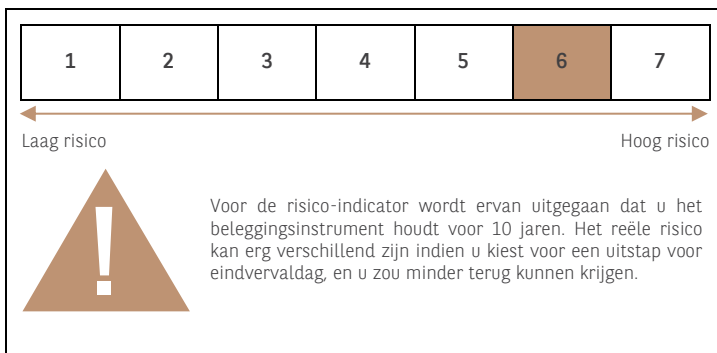 1 2 3 4 5 6 7
Laag risico Hoog risico
!
Voor de risico-indicator wordt ervan uitgegaan dat u het
beleggingsinstrument houdt voor 10 jaren. Het reële risico
kan erg verschillend zijn indien u kiest voor een uitstap voor
eindvervaldag, en u zou minder terug kunnen krijgen.